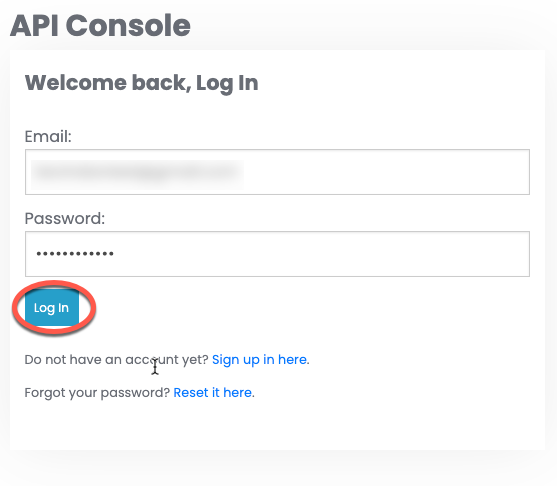 API Console
Welcome back, Log In
Email:
Password:
••••••••••••
Log In
Do not have an account yet? Sign up in here.
Forgot your password? Reset it here.